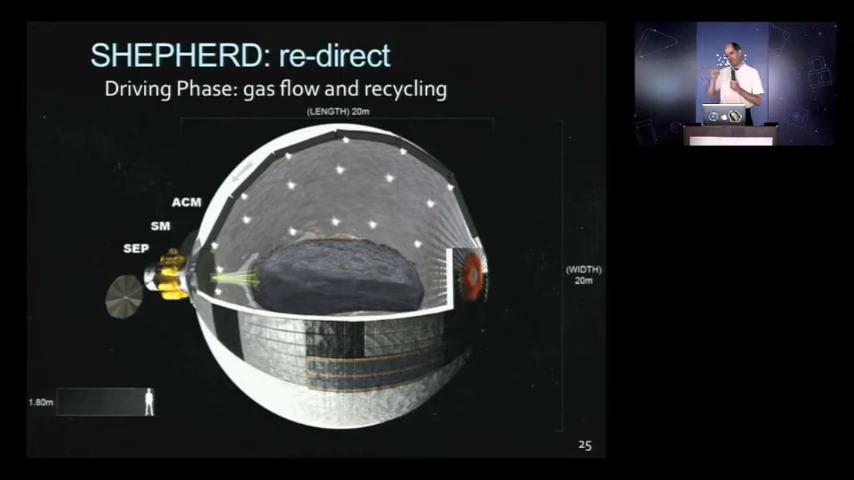 SHEPHERD: re-direct
Driving Phase: gas flow and recycling
(LENGTH) 20m
ACM
SM
SEP
(WIDTH)
20m
1.80m
25